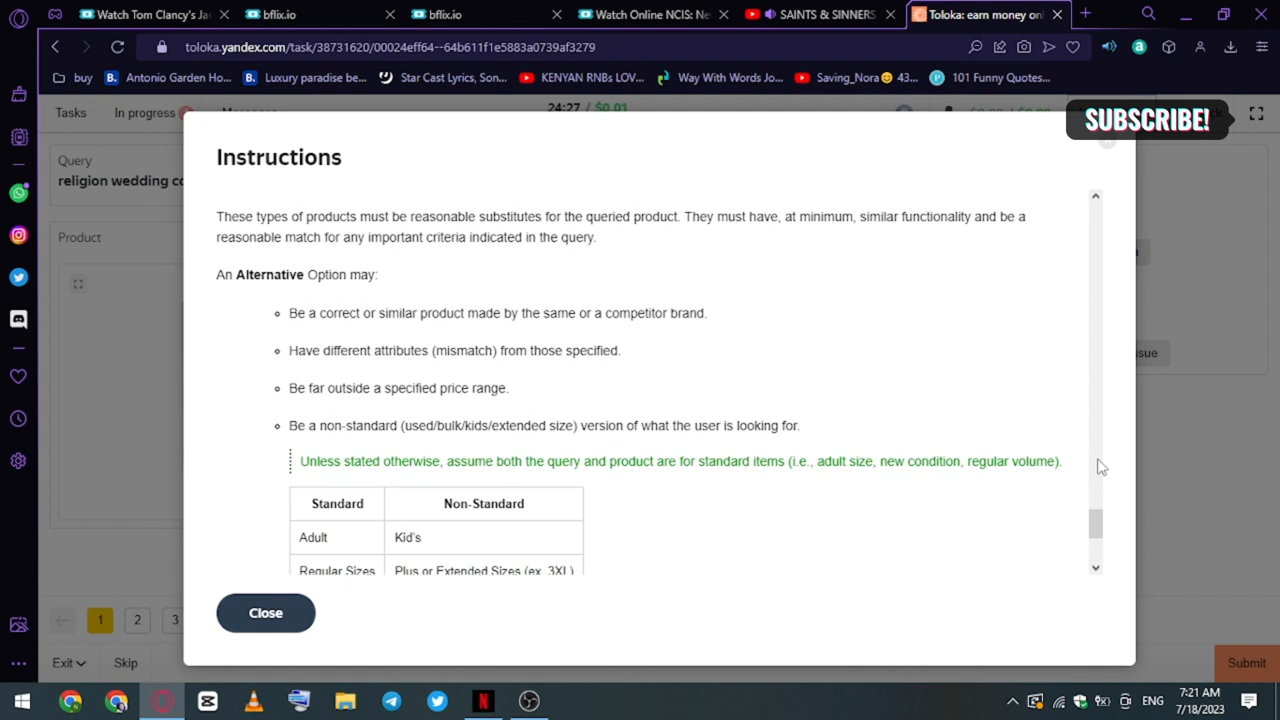 Watch Tom Clancy's Ja
bflix.io
bflix.io
Watch Online NCIS: Ne
SAINTS & SINNERS
Toloka: earn money onl
toloka.yandex.com/task/38731620/00024eff64--64b611f1e5883a0739af3279
buy
B. Antonio Garden Ho...
B. Luxury paradise be...
Star Cast Lyrics, Son...
KENYAN RNBs LOV...
Way With Words Jo...
Saving_Nora😊 43...
101 Funny Quotes...
Tasks
In progress
24:27 / $0.01
SUBSCRIBE!
Query
religion wedding co
Product
Instructions
These types of products must be reasonable substitutes for the queried product. They must have, at minimum, similar functionality and be a
reasonable match for any important criteria indicated in the query.
An Alternative Option may:
Be a correct or similar product made by the same or a competitor brand.
Have different attributes (mismatch) from those specified.
Be far outside a specified price range.
Be a non-standard (used/bulk/kids/extended size) version of what the user is looking for.
Unless stated otherwise, assume both the query and product are for standard items (i.e., adult size, new condition, regular volume).
Standard Non-Standard
Adult Kid's
Regular Sizes Plus or Extended Sizes (ex. 3XL)
sue
Close
1 2 3
Exit Skip
Submit
ENG
7:21 AM
7/18/2023